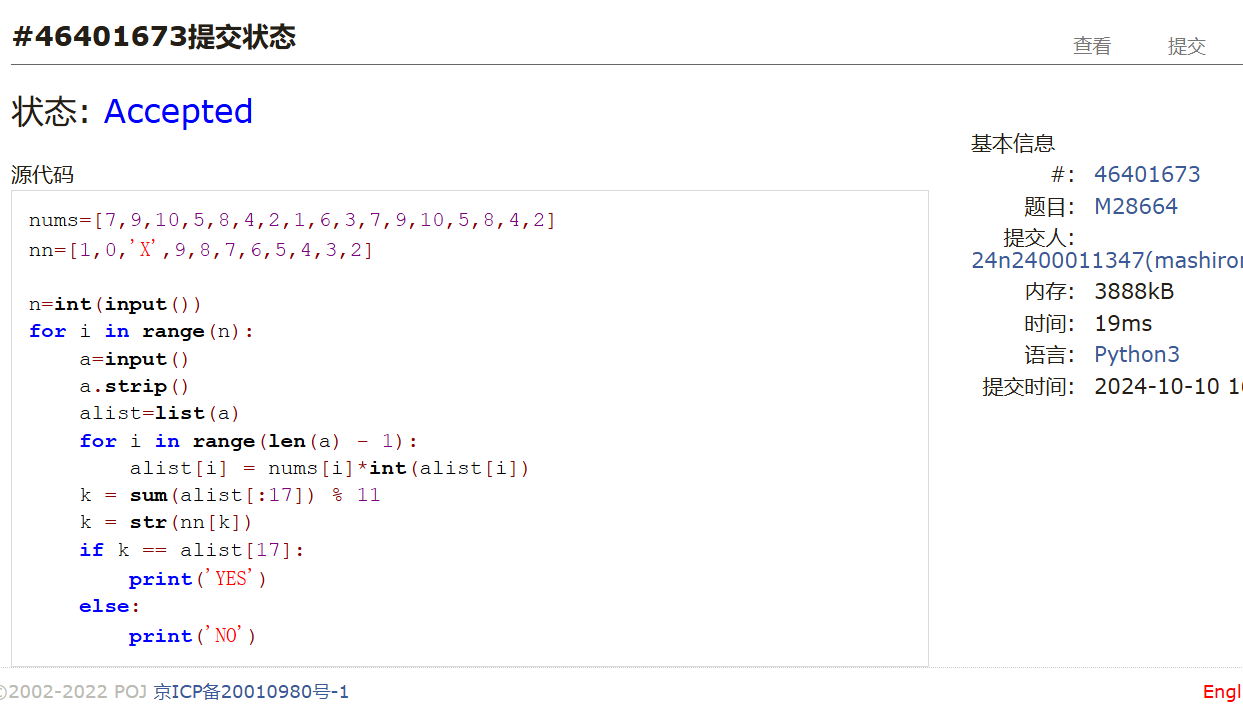 #46401673提交状态
查看 提交
状态: Accepted
源代码
nums=[7,9,10,5,8,4,2,1,6,3,7,9,10,5,8,4,2]
nn=[1,0,'X',9,8,7,6,5,4,3,2]
n=int(input())
for i in range(n):
    a=input()
    a.strip()
    alist=list(a)
    for i in range(len(a) - 1):
        alist[i] = nums[i]*int(alist[i])
    k = sum(alist[:17]) % 11
    k = str(nn[k])
    if k == alist[17]:
        print('YES')
    else:
        print('NO')
基本信息
#: 46401673
题目: M28664
提交人:
24n2400011347(mashiro
内存: 3888kB
时间: 19ms
语言: Python3
提交时间: 2024-10-10
©2002-2022 POJ 京ICP备20010980号-1
Engl